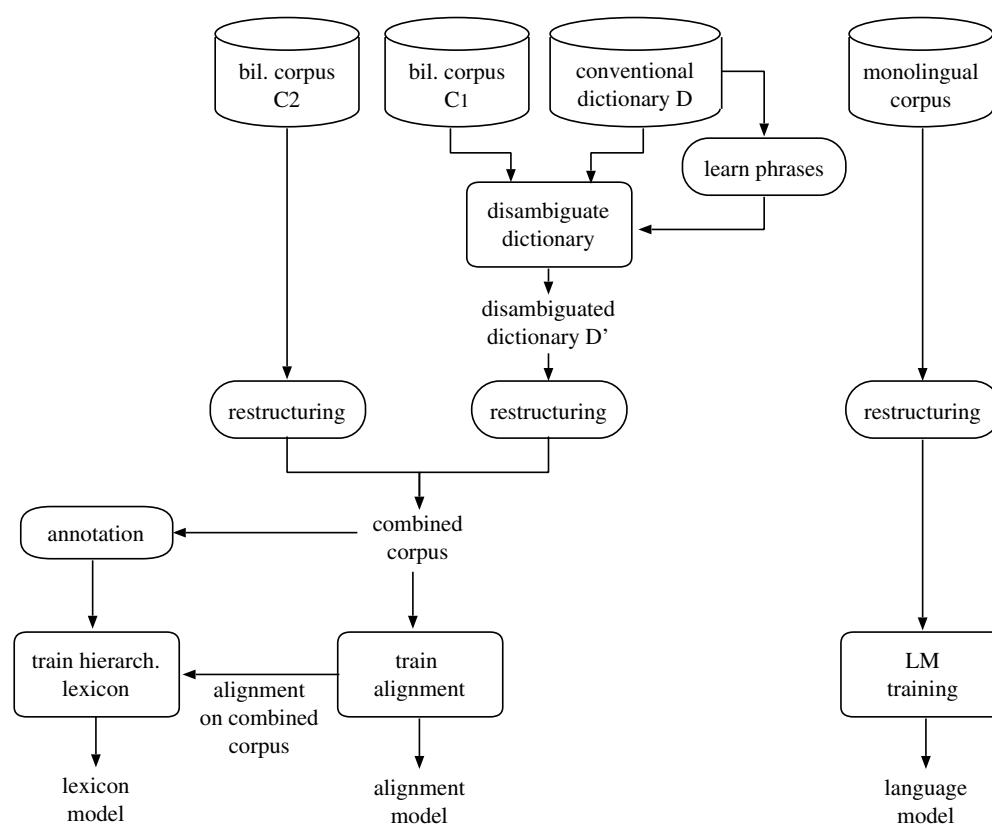 bil. corpus
C2
bil. corpus
C1
conventional
dictionary D
monolingual
corpus
learn phrases
disambiguate
dictionary
disambiguated
dictionary D’
restructuring
restructuring
restructuring
annotation
combined
corpus
train hierarch.
lexicon
alignment
on combined
corpus
train
alignment
LM
training
lexicon
model
alignment
model
language
model